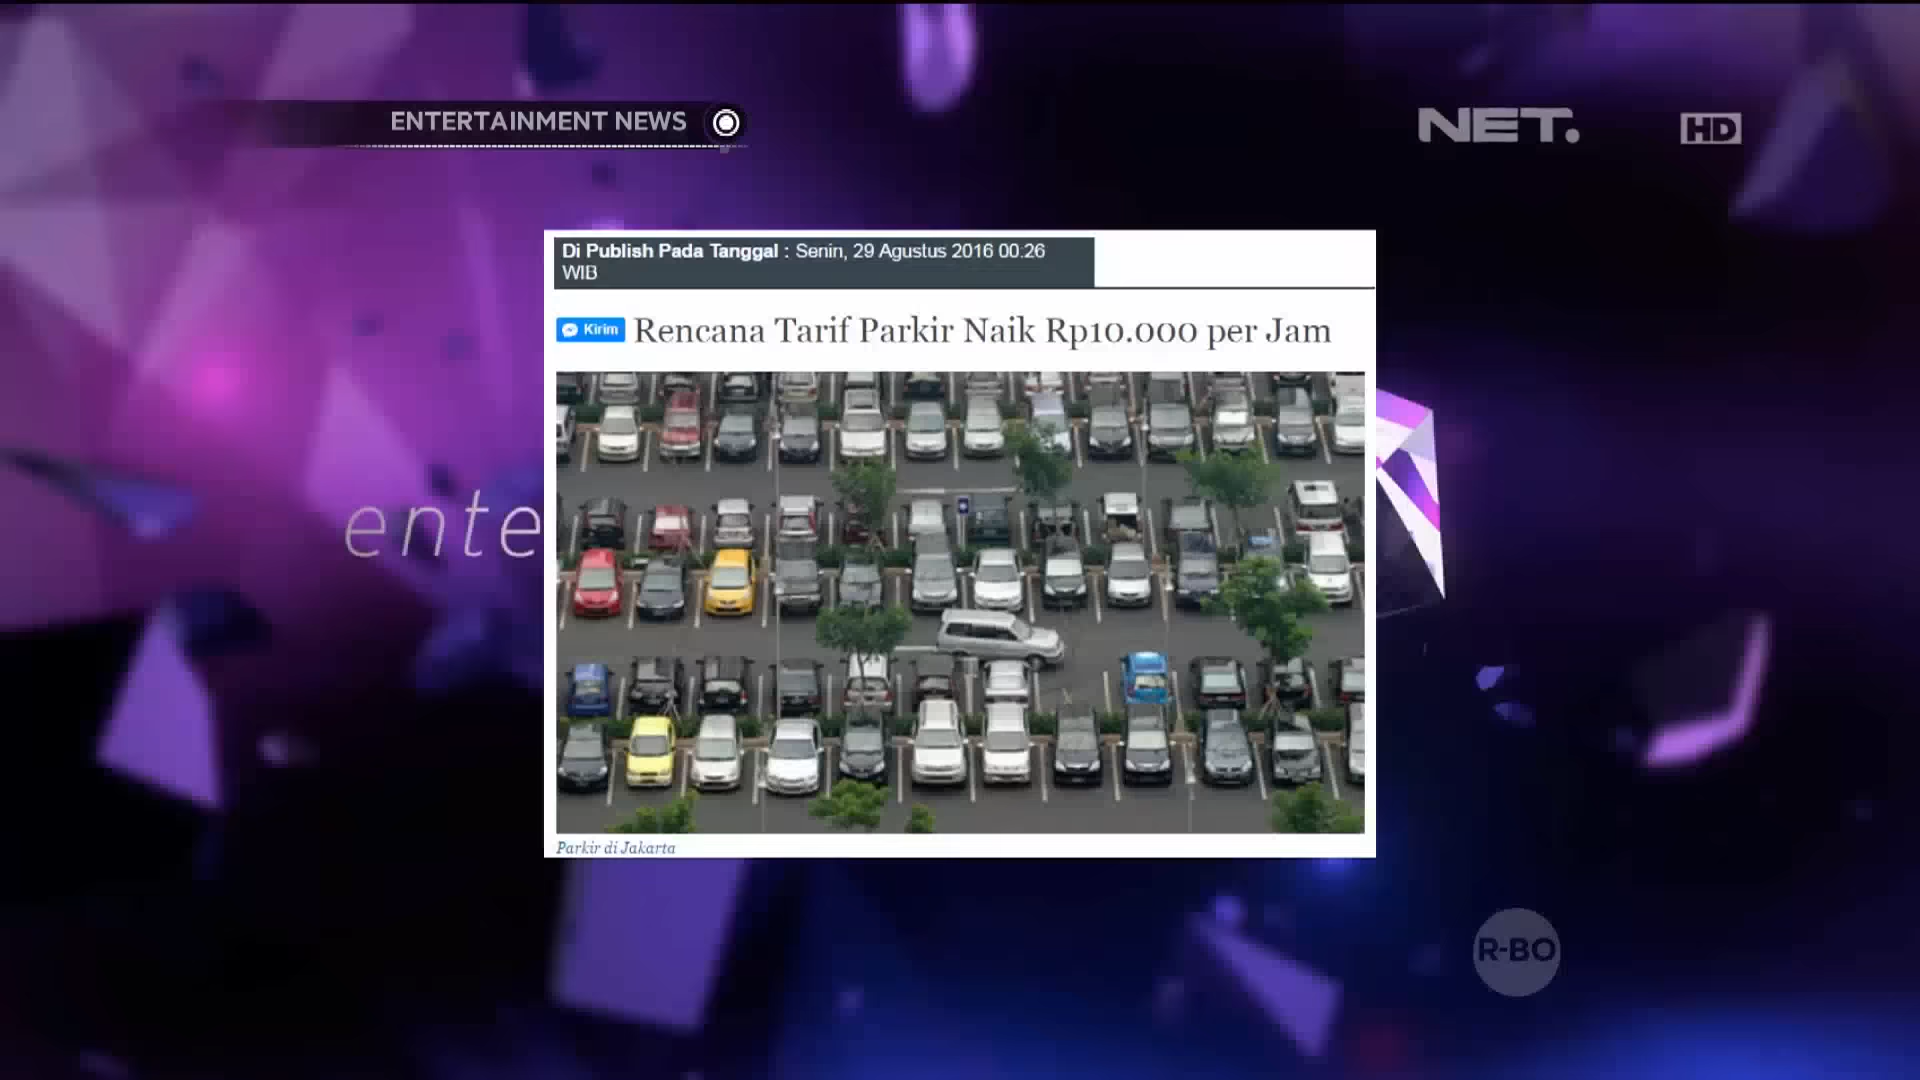 ENTERTAINMENT NEWS
NET.
HD
Di Publish Pada Tanggal : Senin, 29 Agustus 2016 00.26
WIB
Kirim
Rencana Tarif Parkir Naik Rp10.000 per Jam
ente
Parkir di Jakarta
R-BO